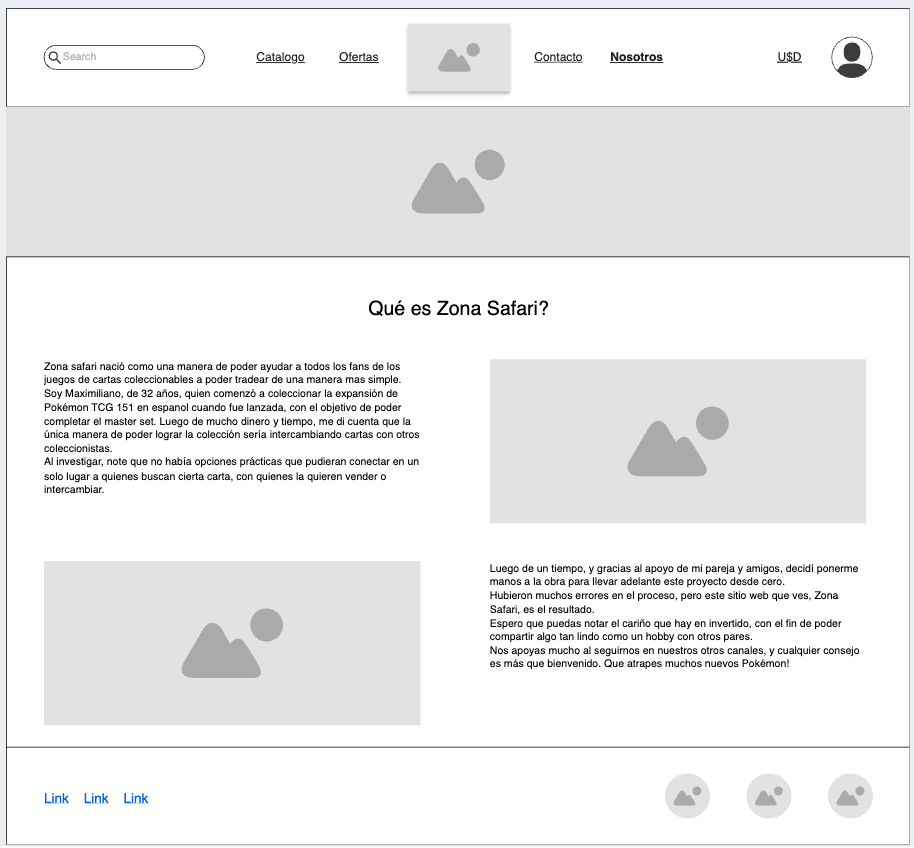 Search
Catalogo
Ofertas
Contacto
Nosotros
U$D
Qué es Zona Safari?
Zona safari nació como una manera de poder ayudar a todos los fans de los
juegos de cartas coleccionables a poder tradear de una manera mas simple.
Soy Maximiliano, de 32 años, quien comenzó a coleccionar la expansión de
Pokémon TCG 151 en espanol cuando fue lanzada, con el objetivo de poder
completar el master set. Luego de mucho dinero y tiempo, me di cuenta que la
única manera de poder lograr la colección sería intercambiando cartas con otros
coleccionistas.
Al investigar, note que no había opciones prácticas que pudieran conectar en un
solo lugar a quienes buscan cierta carta, con quienes la quieren vender o
intercambiar.
Luego de un tiempo, y gracias al apoyo de mi pareja y amigos, decidí ponerme
manos a la obra para llevar adelante este proyecto desde cero.
Hubieron muchos errores en el proceso, pero este sitio web que ves, Zona
Safari, es el resultado.
Espero que puedas notar el cariño que hay en invertido, con el fin de poder
compartir algo tan lindo como un hobby con otros pares.
Nos apoyas mucho al seguirnos en nuestros otros canales, y cualquier consejo
es más que bienvenido. Que atrapes muchos nuevos Pokémon!
Link
Link
Link